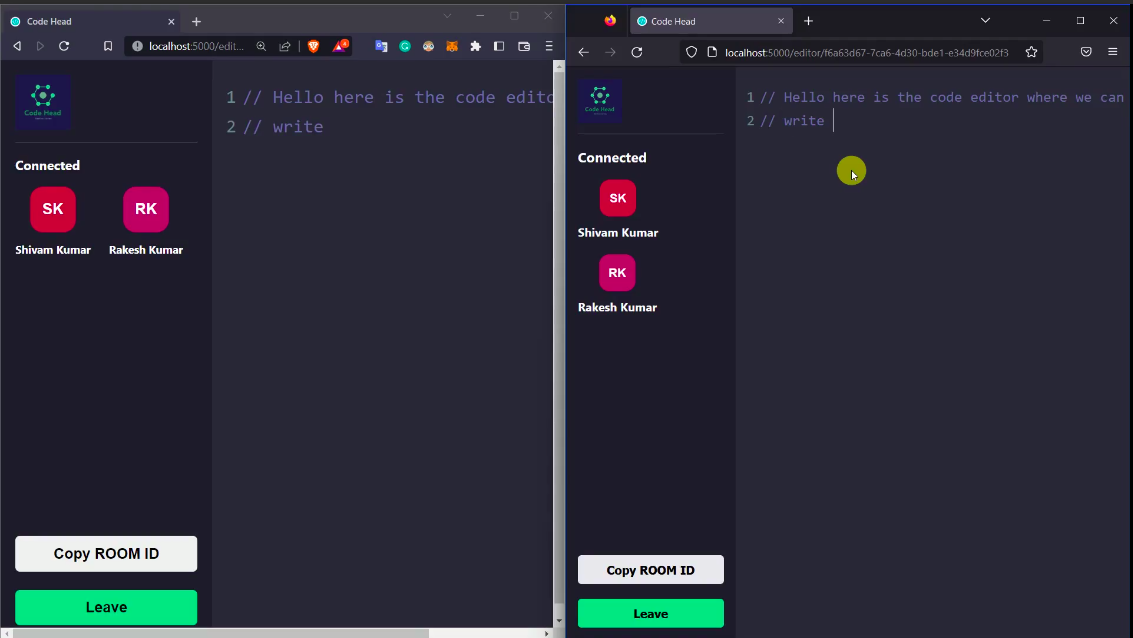 Code Head
localhost:5000/edit...
4
Code Head
Connected
SK
RK
Shivam Kumar
Rakesh Kumar
1 // Hello here is the code edito
2 // write
Copy ROOM ID
Leave
Code Head
localhost:5000/editor/f6a63d67-7ca6-4d30-bde1-e34d9fce02f3
Code Head
Connected
SK
Shivam Kumar
RK
Rakesh Kumar
1 // Hello here is the code editor where we can
2 // write
Copy ROOM ID
Leave